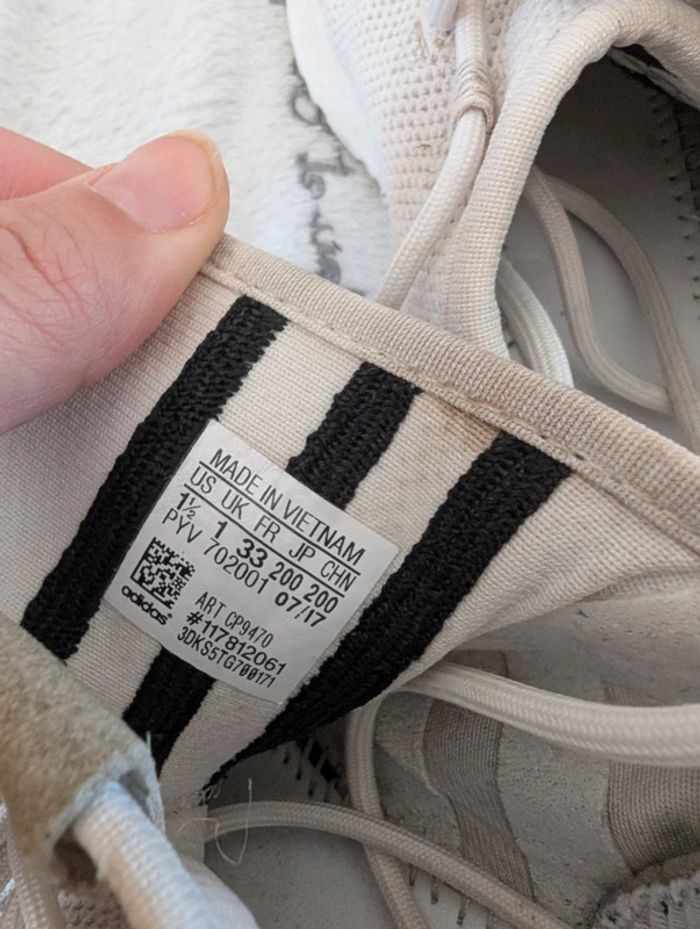 MADE IN VIETNAM
US UK FR JP CHN
1½ 1 33 200 200
PYV 702001 07/17
ART CP9470
#117812061
3DKS5TG700171
adidas